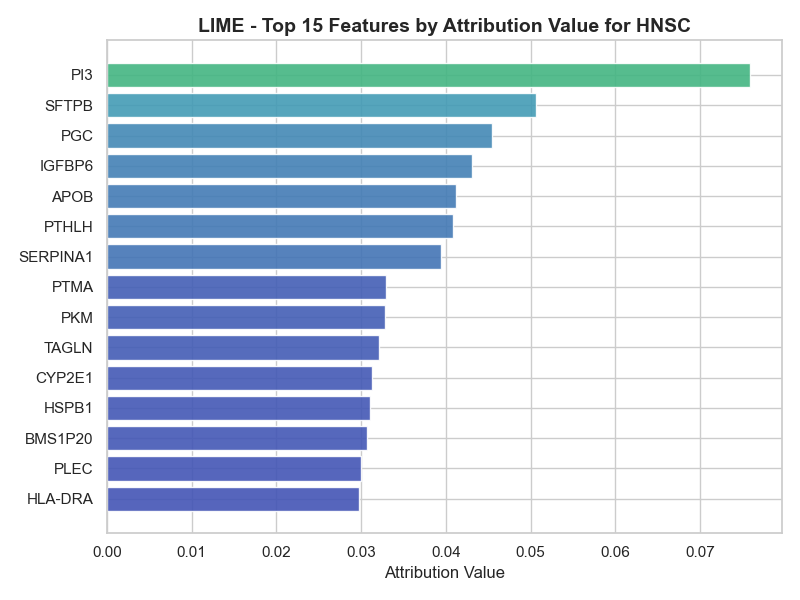 LIME - Top 15 Features by Attribution Value for HNSC
PI3
SFTPB
PGC
IGFBP6
APOB
PTHLH
SERPINA1
PTMA
PKM
TAGLN
CYP2E1
HSPB1
BMS1P20
PLEC
HLA-DRA
0.00 0.01 0.02 0.03 0.04 0.05 0.06 0.07
Attribution Value